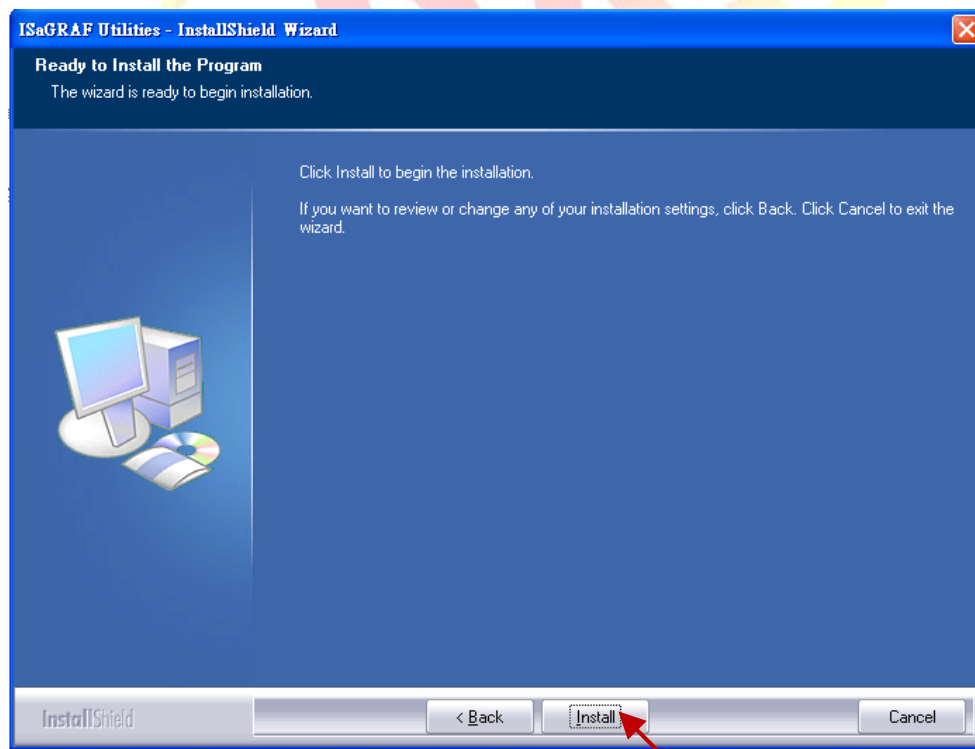 ISaGRAF Utilities - InstallShield Wizard
Ready to Install the Program
The wizard is ready to begin installation.
Click Install to begin the installation.
If you want to review or change any of your installation settings, click Back. Click Cancel to exit the
wizard.
InstallShield
< Back
Install
Cancel